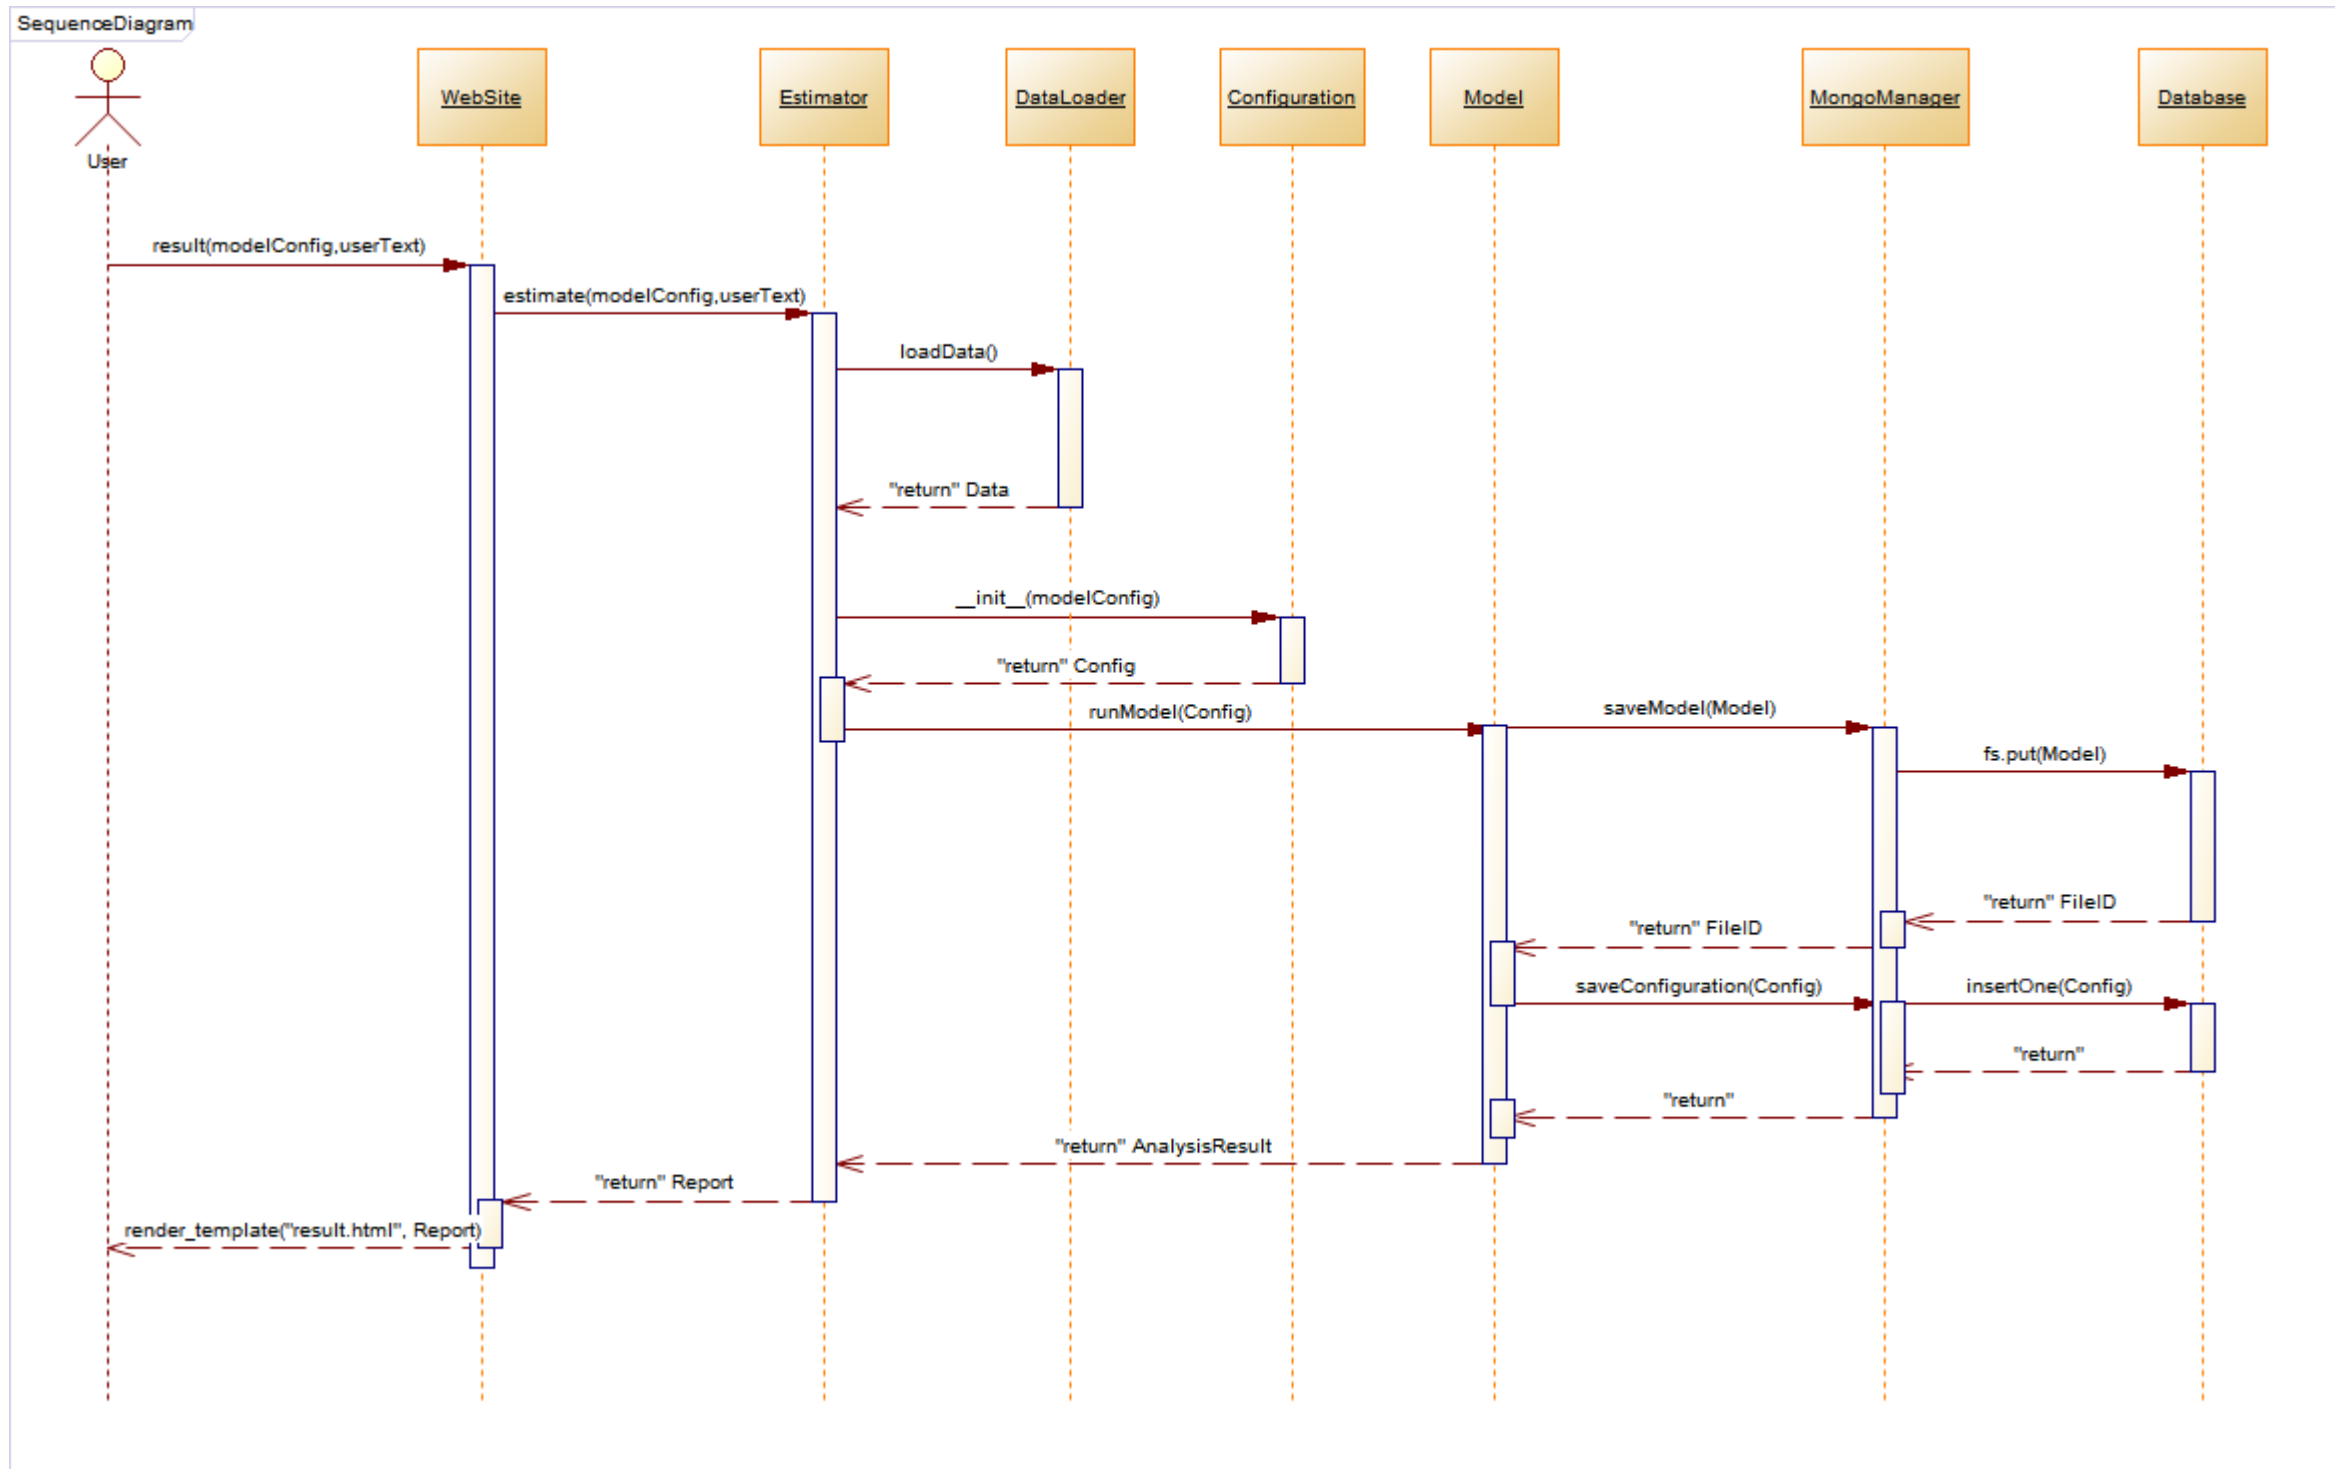 SequenceDiagram
User
WebSite
Estimator
DataLoader
Configuration
Model
MongoManager
Database
result(modelConfig,userText)
estimate(modelConfig,userText)
loadData()
"return" Data
__init__(modelConfig)
"return" Config
runModel(Config)
saveModel(Model)
fs.put(Model)
"return" FileID
"return" FileID
saveConfiguration(Config)
insertOne(Config)
"return"
"return"
"return" AnalysisResult
"return" Report
render_template("result.html", Report)